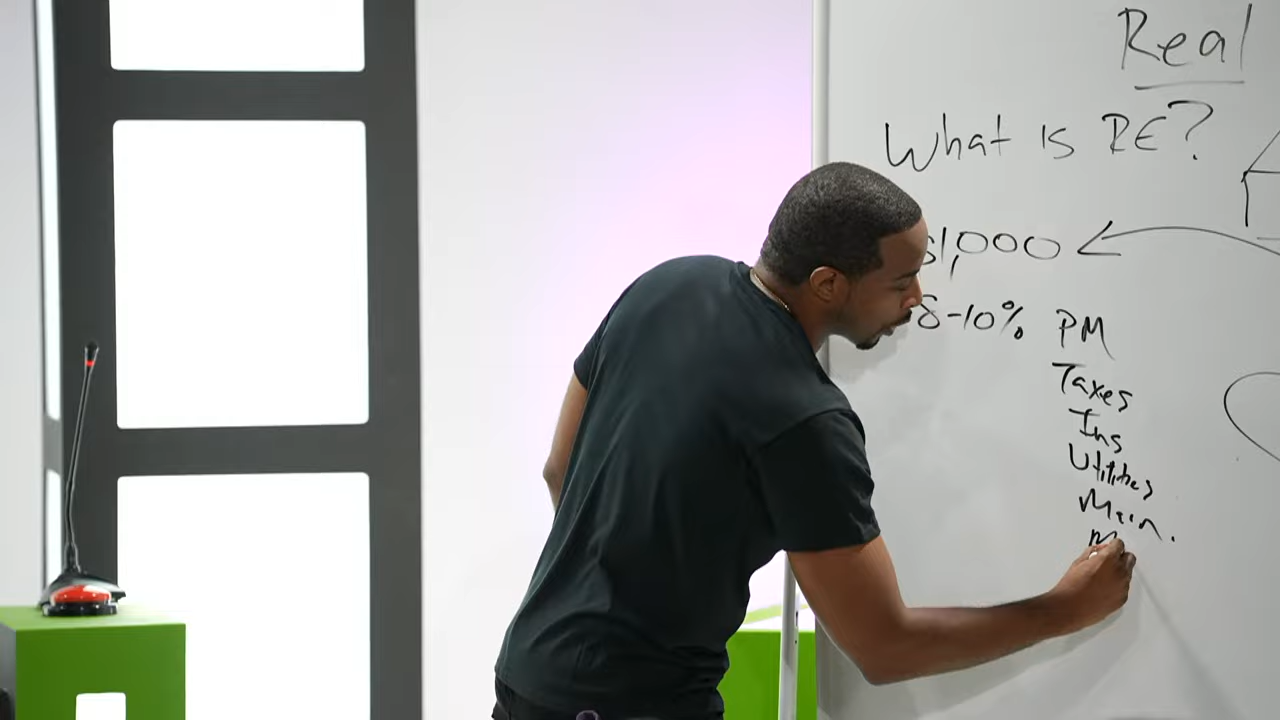 Real
What is RE?
$1,000
8-10% PM
Taxes
Ins
Utilities
Main.